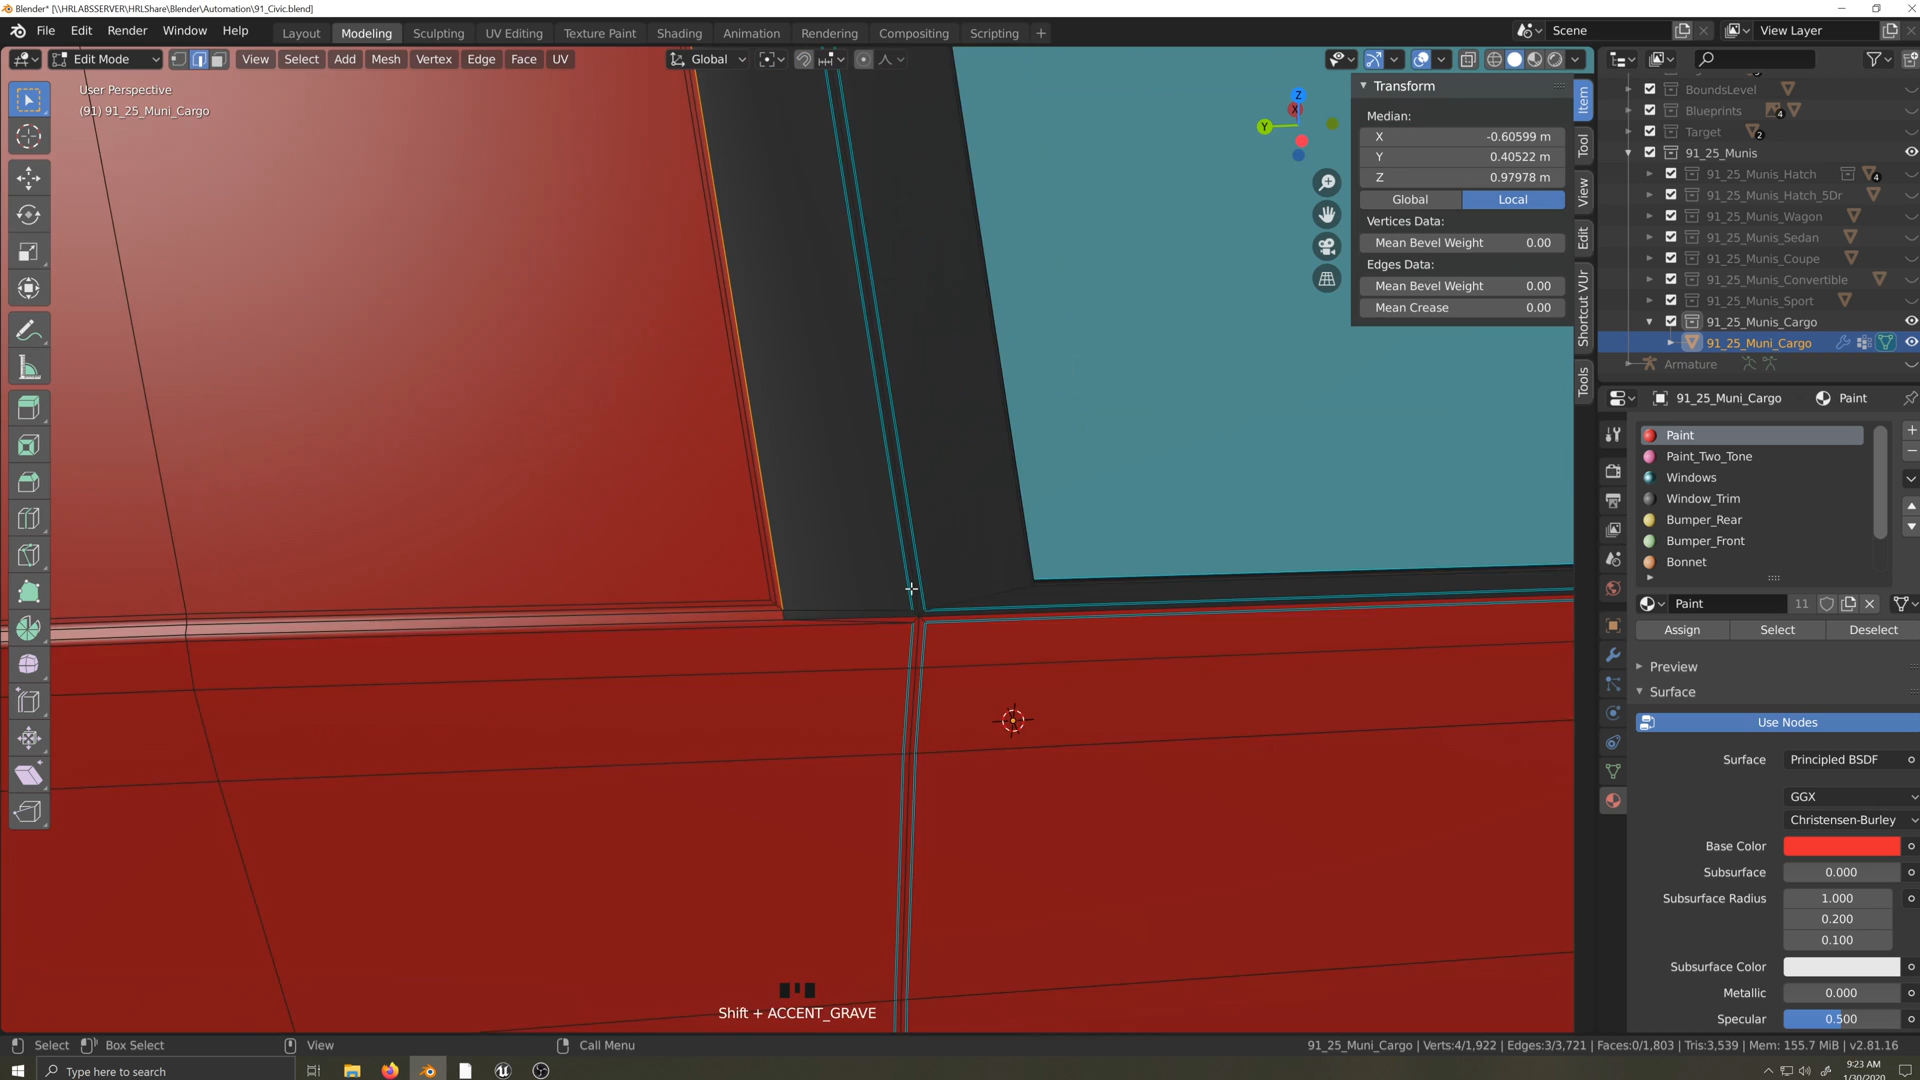 Blender* [\\HRLABSSERVER\HRLShare\Blender\Automation\91_Civic.blend]
File Edit Render Window Help Layout Modeling Sculpting UV Editing Texture Paint Shading Animation Rendering Compositing Scripting + Scene View Layer
Edit Mode View Select Add Mesh Vertex Edge Face UV Global
User Perspective
(91) 91_25_Muni_Cargo
Z
X
Y
Transform
Median:
X -0.60599 m
Y 0.40522 m
Z 0.97978 m
Global Local
Vertices Data:
Mean Bevel Weight 0.00
Edges Data:
Mean Bevel Weight 0.00
Mean Crease 0.00
Item
Tool
View
Edit
Shortcut VUr
Tools
BoundsLevel
Blueprints 4
Target 2
91_25_Munis
91_25_Munis_Hatch 4
91_25_Munis_Hatch_5Dr
91_25_Munis_Wagon
91_25_Munis_Sedan
91_25_Munis_Coupe
91_25_Munis_Convertible
91_25_Munis_Sport
91_25_Munis_Cargo
91_25_Muni_Cargo
Armature
91_25_Muni_Cargo Paint
Paint
Paint_Two_Tone
Windows
Window_Trim
Bumper_Rear
Bumper_Front
Bonnet
Paint 11
Assign Select Deselect
Preview
Surface
Use Nodes
Surface Principled BSDF
GGX
Christensen-Burley
Base Color
Subsurface 0.000
Subsurface Radius 1.000
0.200
0.100
Subsurface Color
Metallic 0.000
Specular 0.500
Shift + ACCENT_GRAVE
Select Box Select View Call Menu 91_25_Muni_Cargo | Verts:4/1,922 | Edges:3/3,721 | Faces:0/1,803 | Tris:3,539 | Mem: 155.7 MiB | v2.81.16
Type here to search
9:23 AM
1/30/2020